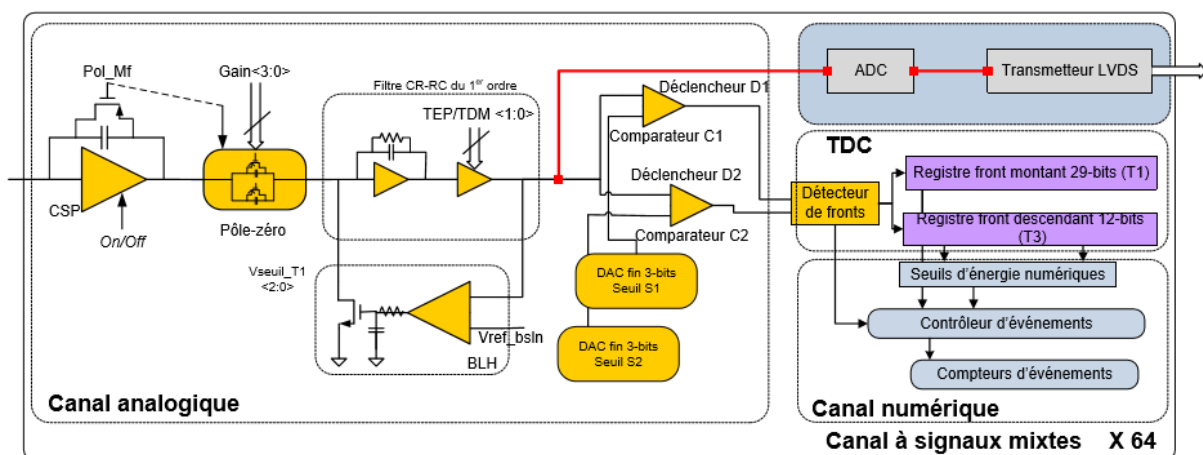 Pol_Mf
Gain<3:0>
Filtre CR-RC du 1er ordre
TEP/TDM <1:0>
CSP
On/Off
Pôle-zéro
Vseuil_T1
<2:0>
Vref_bsln
BLH
Déclencheur D1
Comparateur C1
Déclencheur D2
Comparateur C2
DAC fin 3-bits
Seuil S1
DAC fin 3-bits
Seuil S2
Canal analogique
ADC
Transmetteur LVDS
TDC
Détecteur
de fronts
Registre front montant 29-bits (T1)
Registre front descendant 12-bits
(T3)
Seuils d'énergie numériques
Contrôleur d'événements
Compteurs d'événements
Canal numérique
Canal à signaux mixtes X 64